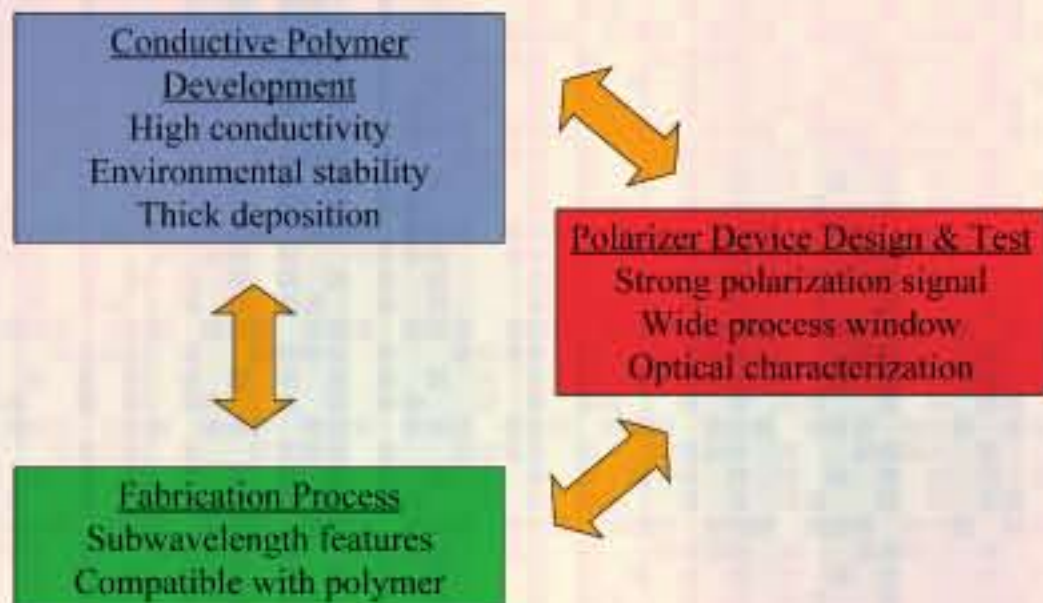 Conductive Polymer
Development
High conductivity
Environmental stability
Thick deposition
Polarizer Device Design & Test
Strong polarization signal
Wide process window
Optical characterization
Fabrication Process
Subwavelength features
Compatible with polymer